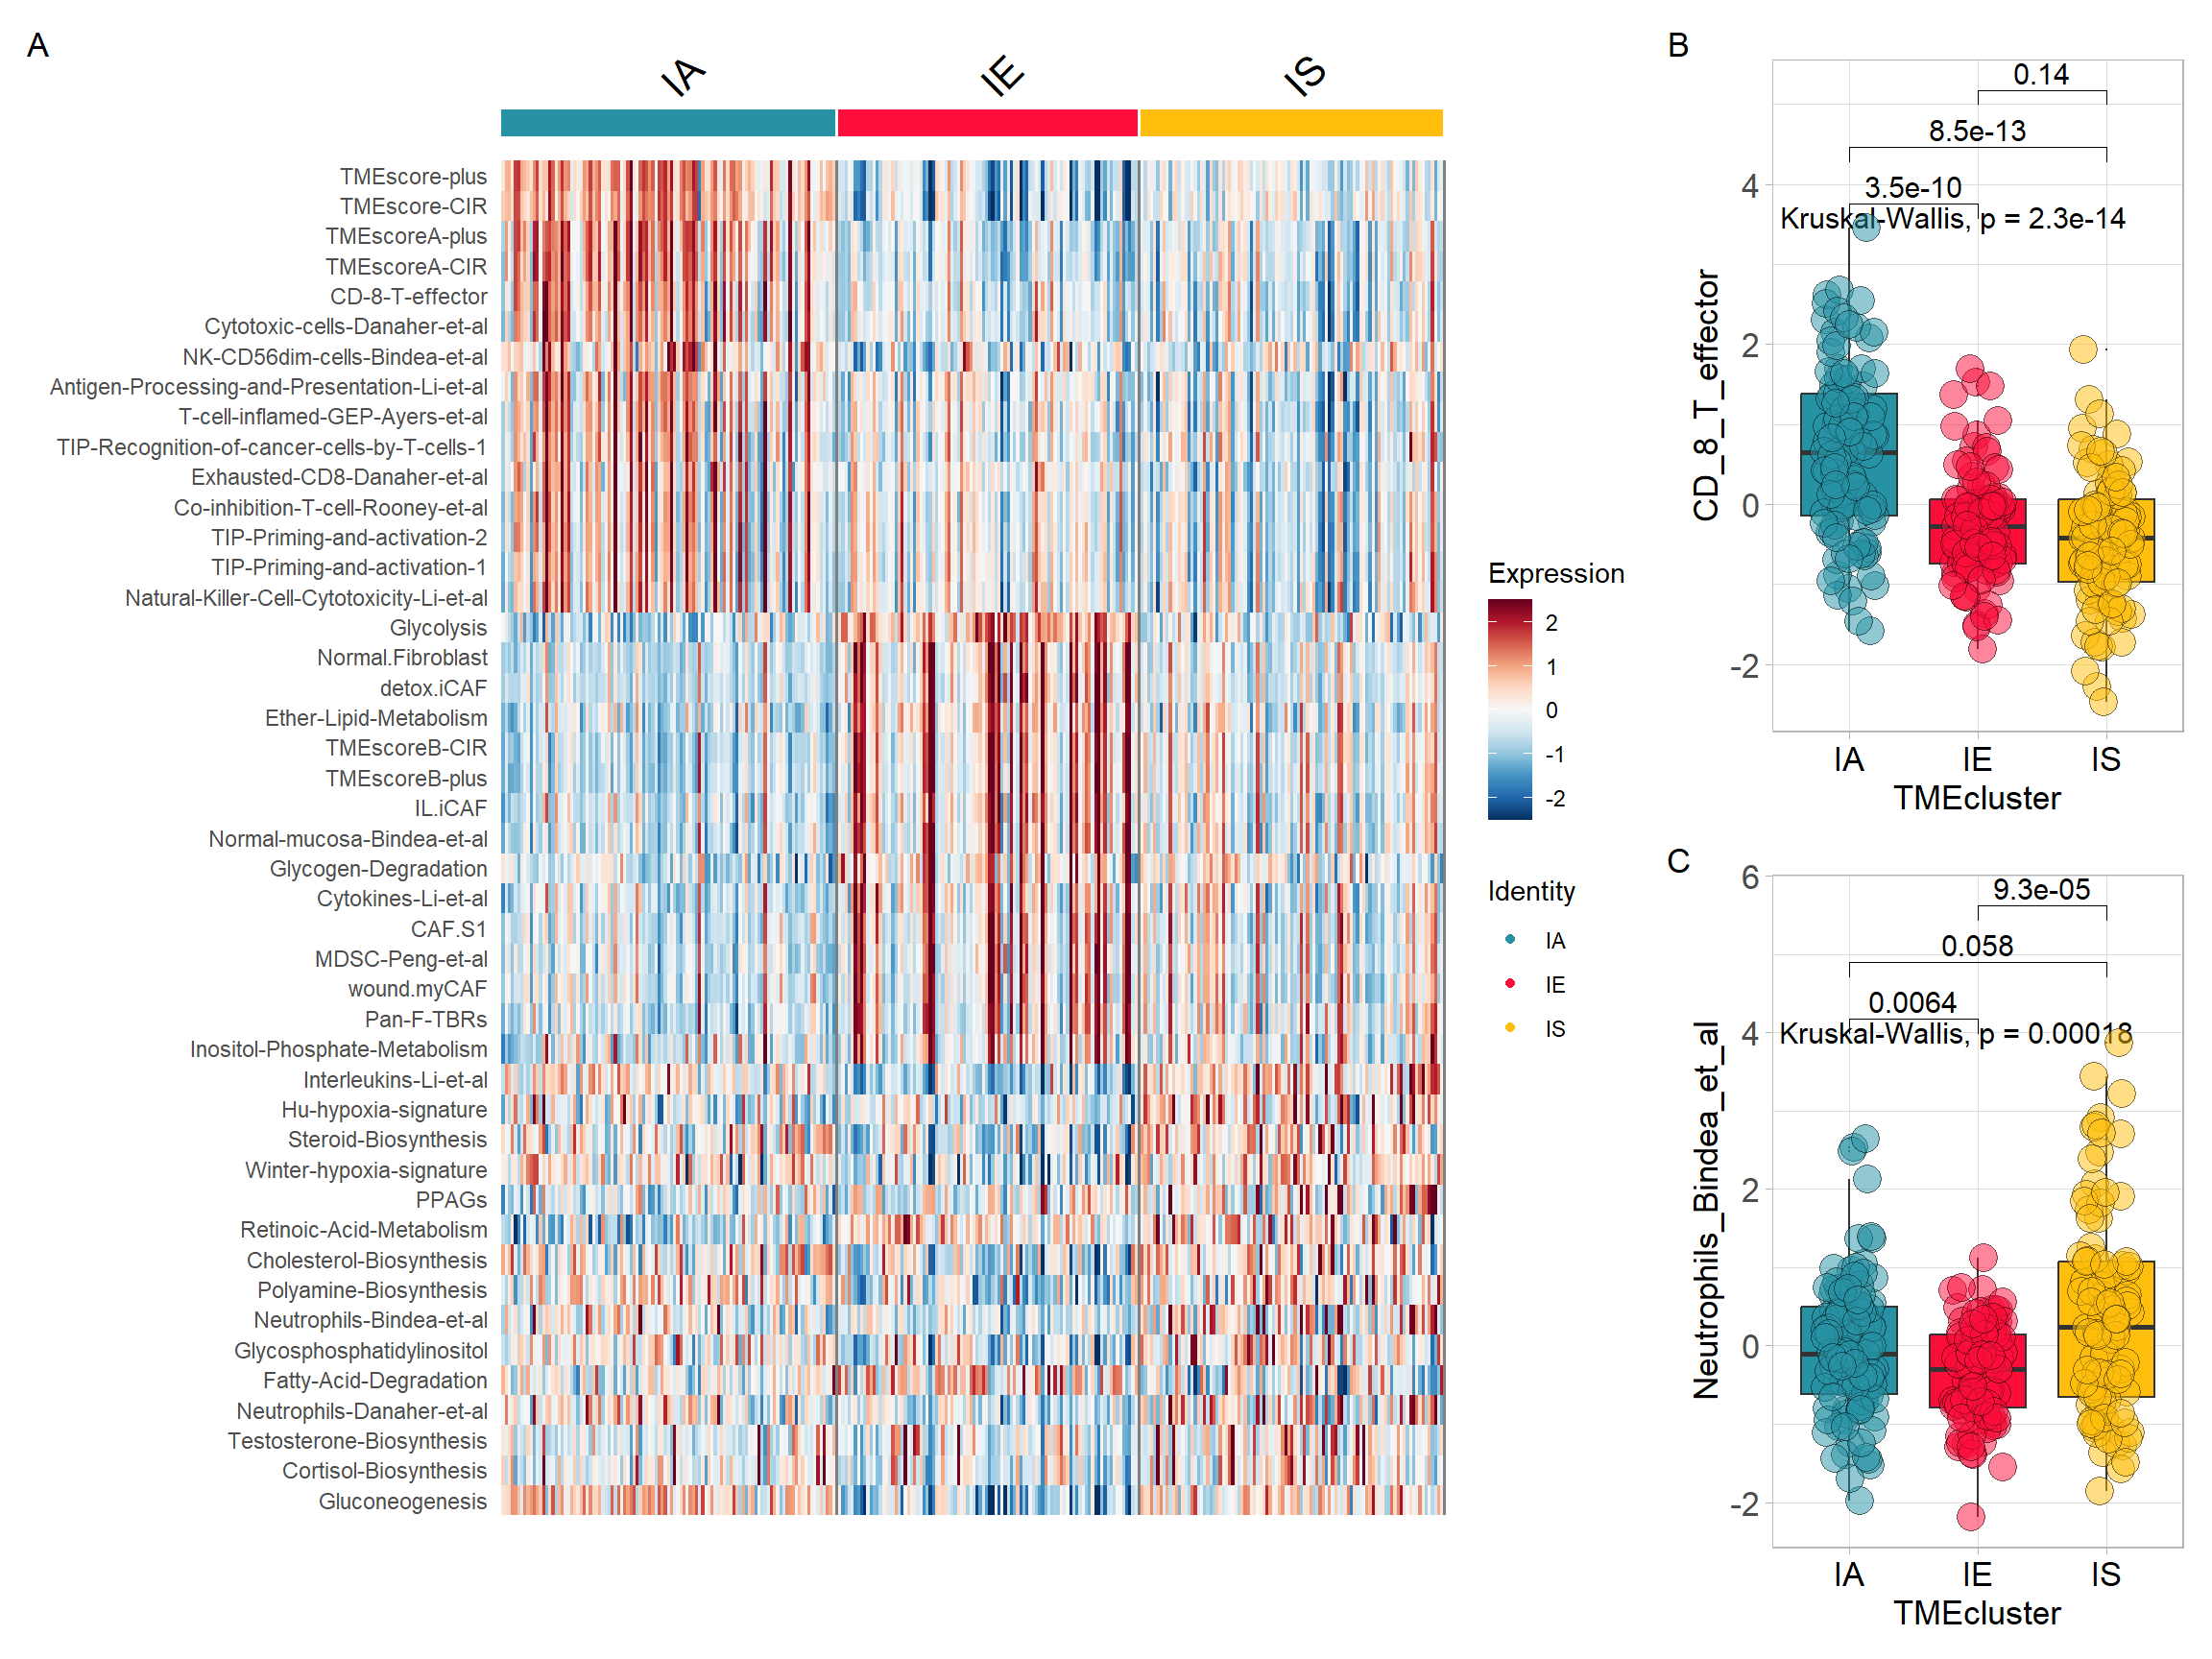 A
IA
IE
IS
TMEscore-plus
TMEscore-CIR
TMEscoreA-plus
TMEscoreA-CIR
CD-8-T-effector
Cytotoxic-cells-Danaher-et-al
NK-CD56dim-cells-Bindea-et-al
Antigen-Processing-and-Presentation-Li-et-al
T-cell-inflamed-GEP-Ayers-et-al
TIP-Recognition-of-cancer-cells-by-T-cells-1
Exhausted-CD8-Danaher-et-al
Co-inhibition-T-cell-Rooney-et-al
TIP-Priming-and-activation-2
TIP-Priming-and-activation-1
Natural-Killer-Cell-Cytotoxicity-Li-et-al
Glycolysis
Normal.Fibroblast
detox.iCAF
Ether-Lipid-Metabolism
TMEscoreB-CIR
TMEscoreB-plus
IL.iCAF
Normal-mucosa-Bindea-et-al
Glycogen-Degradation
Cytokines-Li-et-al
CAF.S1
MDSC-Peng-et-al
wound.myCAF
Pan-F-TBRs
Inositol-Phosphate-Metabolism
Interleukins-Li-et-al
Hu-hypoxia-signature
Steroid-Biosynthesis
Winter-hypoxia-signature
PPAGs
Retinoic-Acid-Metabolism
Cholesterol-Biosynthesis
Polyamine-Biosynthesis
Neutrophils-Bindea-et-al
Glycosphosphatidylinositol
Fatty-Acid-Degradation
Neutrophils-Danaher-et-al
Testosterone-Biosynthesis
Cortisol-Biosynthesis
Gluconeogenesis
Expression
2
1
0
-1
-2
Identity
IA
IE
IS
B
0.14
8.5e-13
3.5e-10
Kruskal-Wallis, p = 2.3e-14
CD_8_T_effector
4
2
0
-2
IA
IE
IS
TMEcluster
C
9.3e-05
0.058
0.0064
Kruskal-Wallis, p = 0.00018
Neutrophils_Bindea_et_al
6
4
2
0
-2
IA
IE
IS
TMEcluster